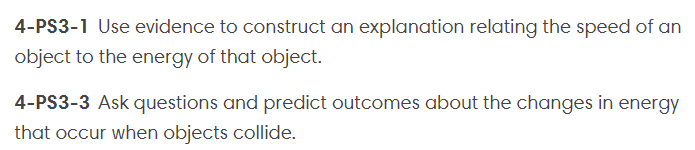 4-PS3-1 Use evidence to construct an explanation relating the speed of an
object to the energy of that object.
4-PS3-3 Ask questions and predict outcomes about the changes in energy
that occur when objects collide.